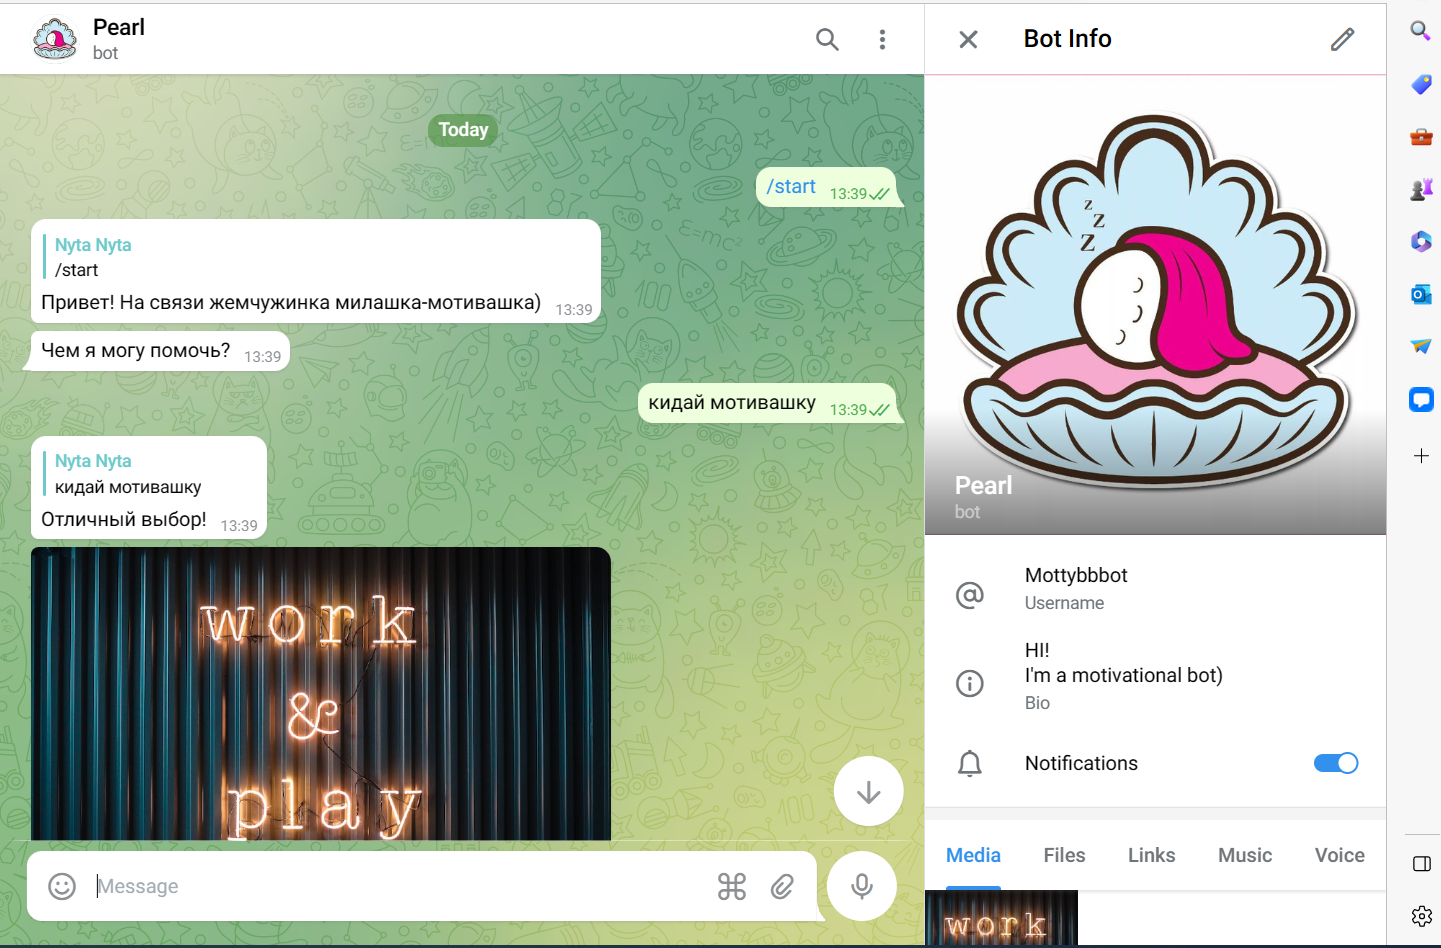 Pearl
bot
Today
/start 13:39
Nyta Nyta
/start
Привет! На связи жемчужинка милашка-мотивашка) 13:39
Чем я могу помочь? 13:39
кидай мотивашку 13:39
Nyta Nyta
кидай мотивашку
Отличный выбор! 13:39
work
&
play
Message
Bot Info
z
z
z
Pearl
bot
Mottybbbot
Username
HI!
I'm a motivational bot)
Bio
Notifications
Media Files Links Music Voice
work